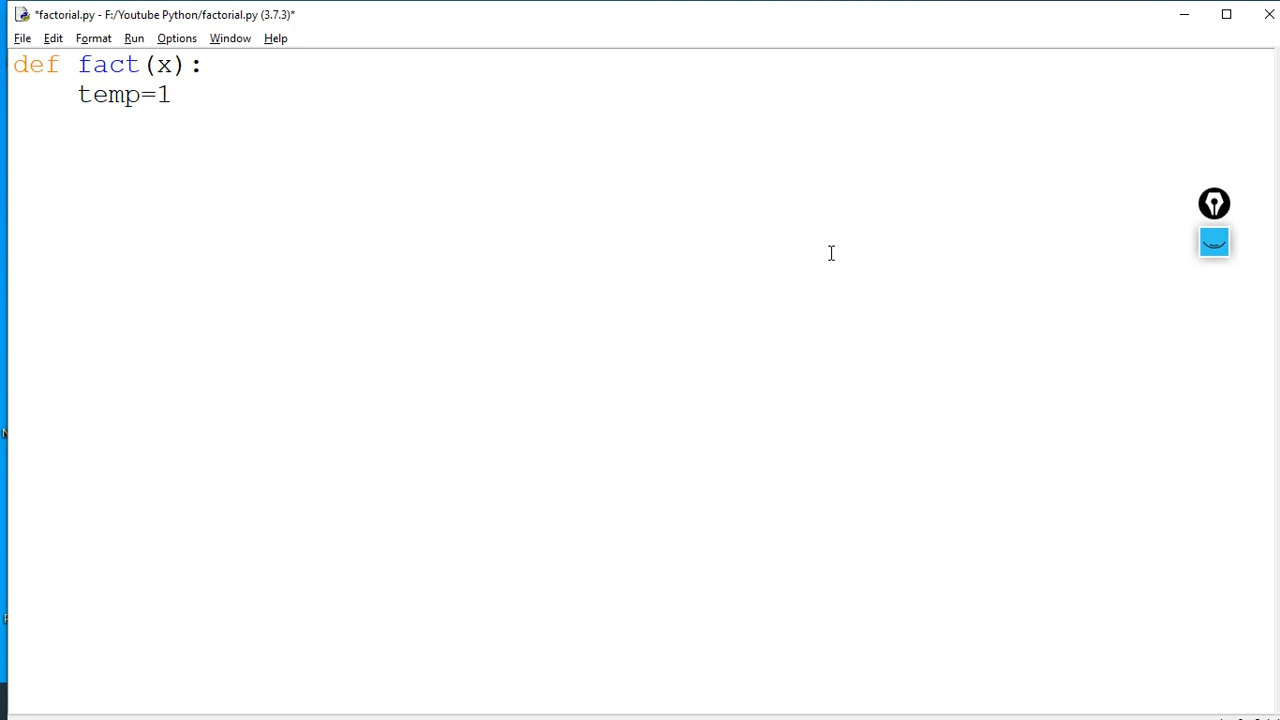 *factorial.py - F:/Youtube Python/factorial.py (3.7.3)*
File Edit Format Run Options Window Help
def fact(x):
    temp=1